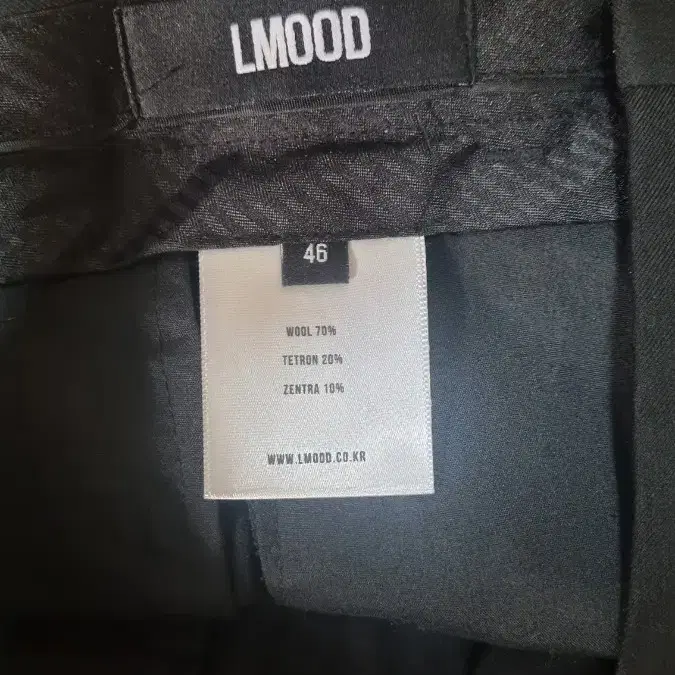 LMOOD
46
WOOL 70%
TETRON 20%
ZENTRA 10%
WWW.LMOOD.CO.KR